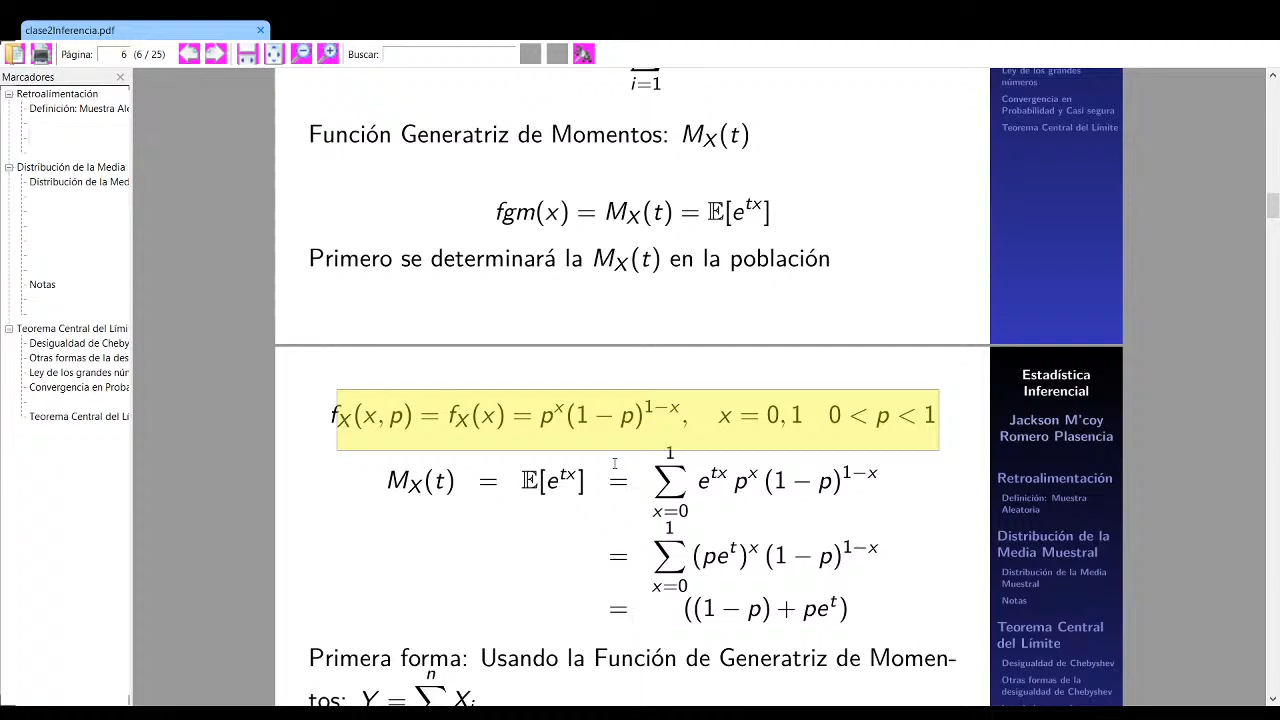 clase2Inferencia.pdf
Página: 6 (6 / 25) Buscar:
Marcadores
Retroalimentación
Definición Muestra Ale
Distribución de la Media
Distribución de la Med
Notas
Teorema Central del Lími
Desigualdad de Cheby
Otras formas de la des
Ley de los grandes núm
Convergencia en Proba
Teorema Central del Lí
i=1
Función Generatriz de Momentos: M_X(t)
fgm(x) = M_X(t) = 𝔼[e^{tx}]
Primero se determinará la M_X(t) en la población
f_X(x, p) = f_X(x) = p^x(1 − p)^{1−x}, x = 0, 1 0 < p < 1
M_X(t) = 𝔼[e^{tx}] = ∑_{x=0}^{1} e^{tx} p^x (1 − p)^{1−x}
= ∑_{x=0}^{1} (pe^t)^x (1 − p)^{1−x}
= ((1 − p) + pe^t)
Primera forma: Usando la Función de Generatriz de Momen-
tos: Y = ∑^{n} X_i
Ley de los grandes
números
Convergencia en
Probabilidad y Casi segura
Teorema Central del Límite
Estadística
Inferencial
Jackson M'coy
Romero Plasencia
Retroalimentación
Definición: Muestra
Aleatoria
Distribución de la
Media Muestral
Distribución de la Media
Muestral
Notas
Teorema Central
del Límite
Desigualdad de Chebyshev
Otras formas de la
desigualdad de Chebyshev